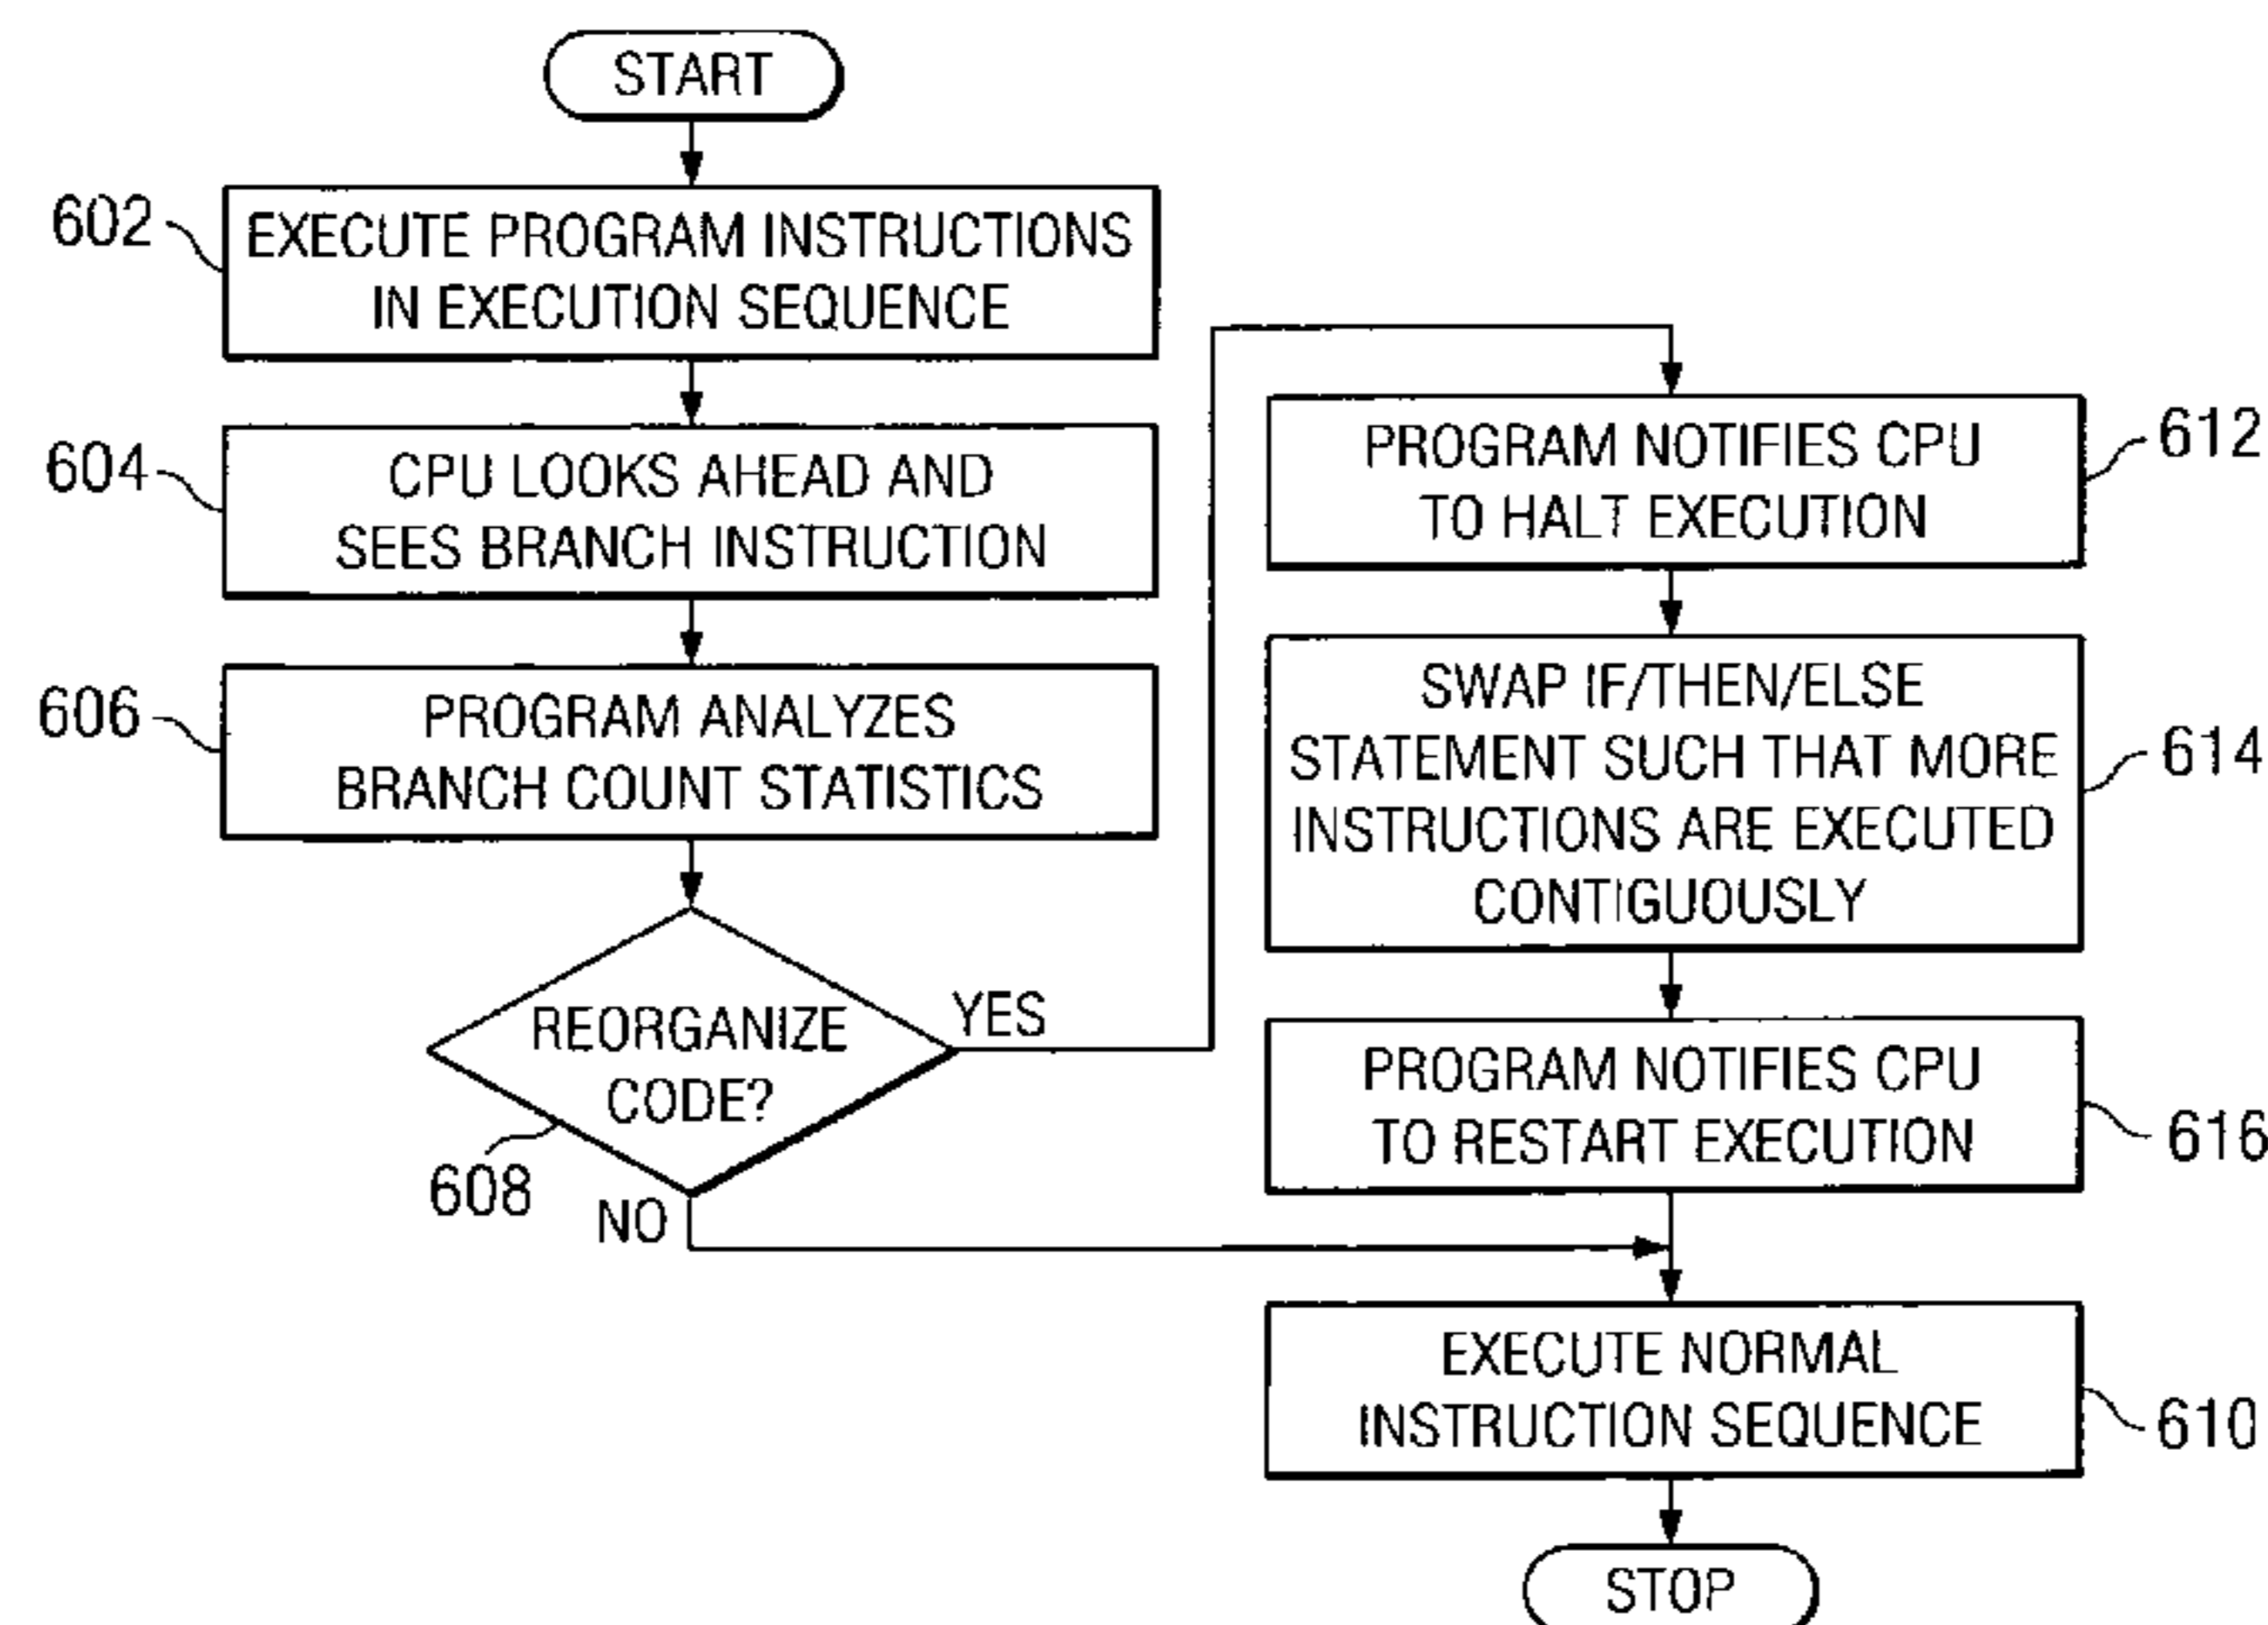 START
602
EXECUTE PROGRAM INSTRUCTIONS
IN EXECUTION SEQUENCE
604
CPU LOOKS AHEAD AND
SEES BRANCH INSTRUCTION
606
PROGRAM ANALYZES
BRANCH COUNT STATISTICS
REORGANIZE
CODE?
608
YES
NO
PROGRAM NOTIFIES CPU
TO HALT EXECUTION
612
SWAP IF/THEN/ELSE
STATEMENT SUCH THAT MORE
INSTRUCTIONS ARE EXECUTED
CONTIGUOUSLY
614
PROGRAM NOTIFIES CPU
TO RESTART EXECUTION
616
EXECUTE NORMAL
INSTRUCTION SEQUENCE
610
STOP